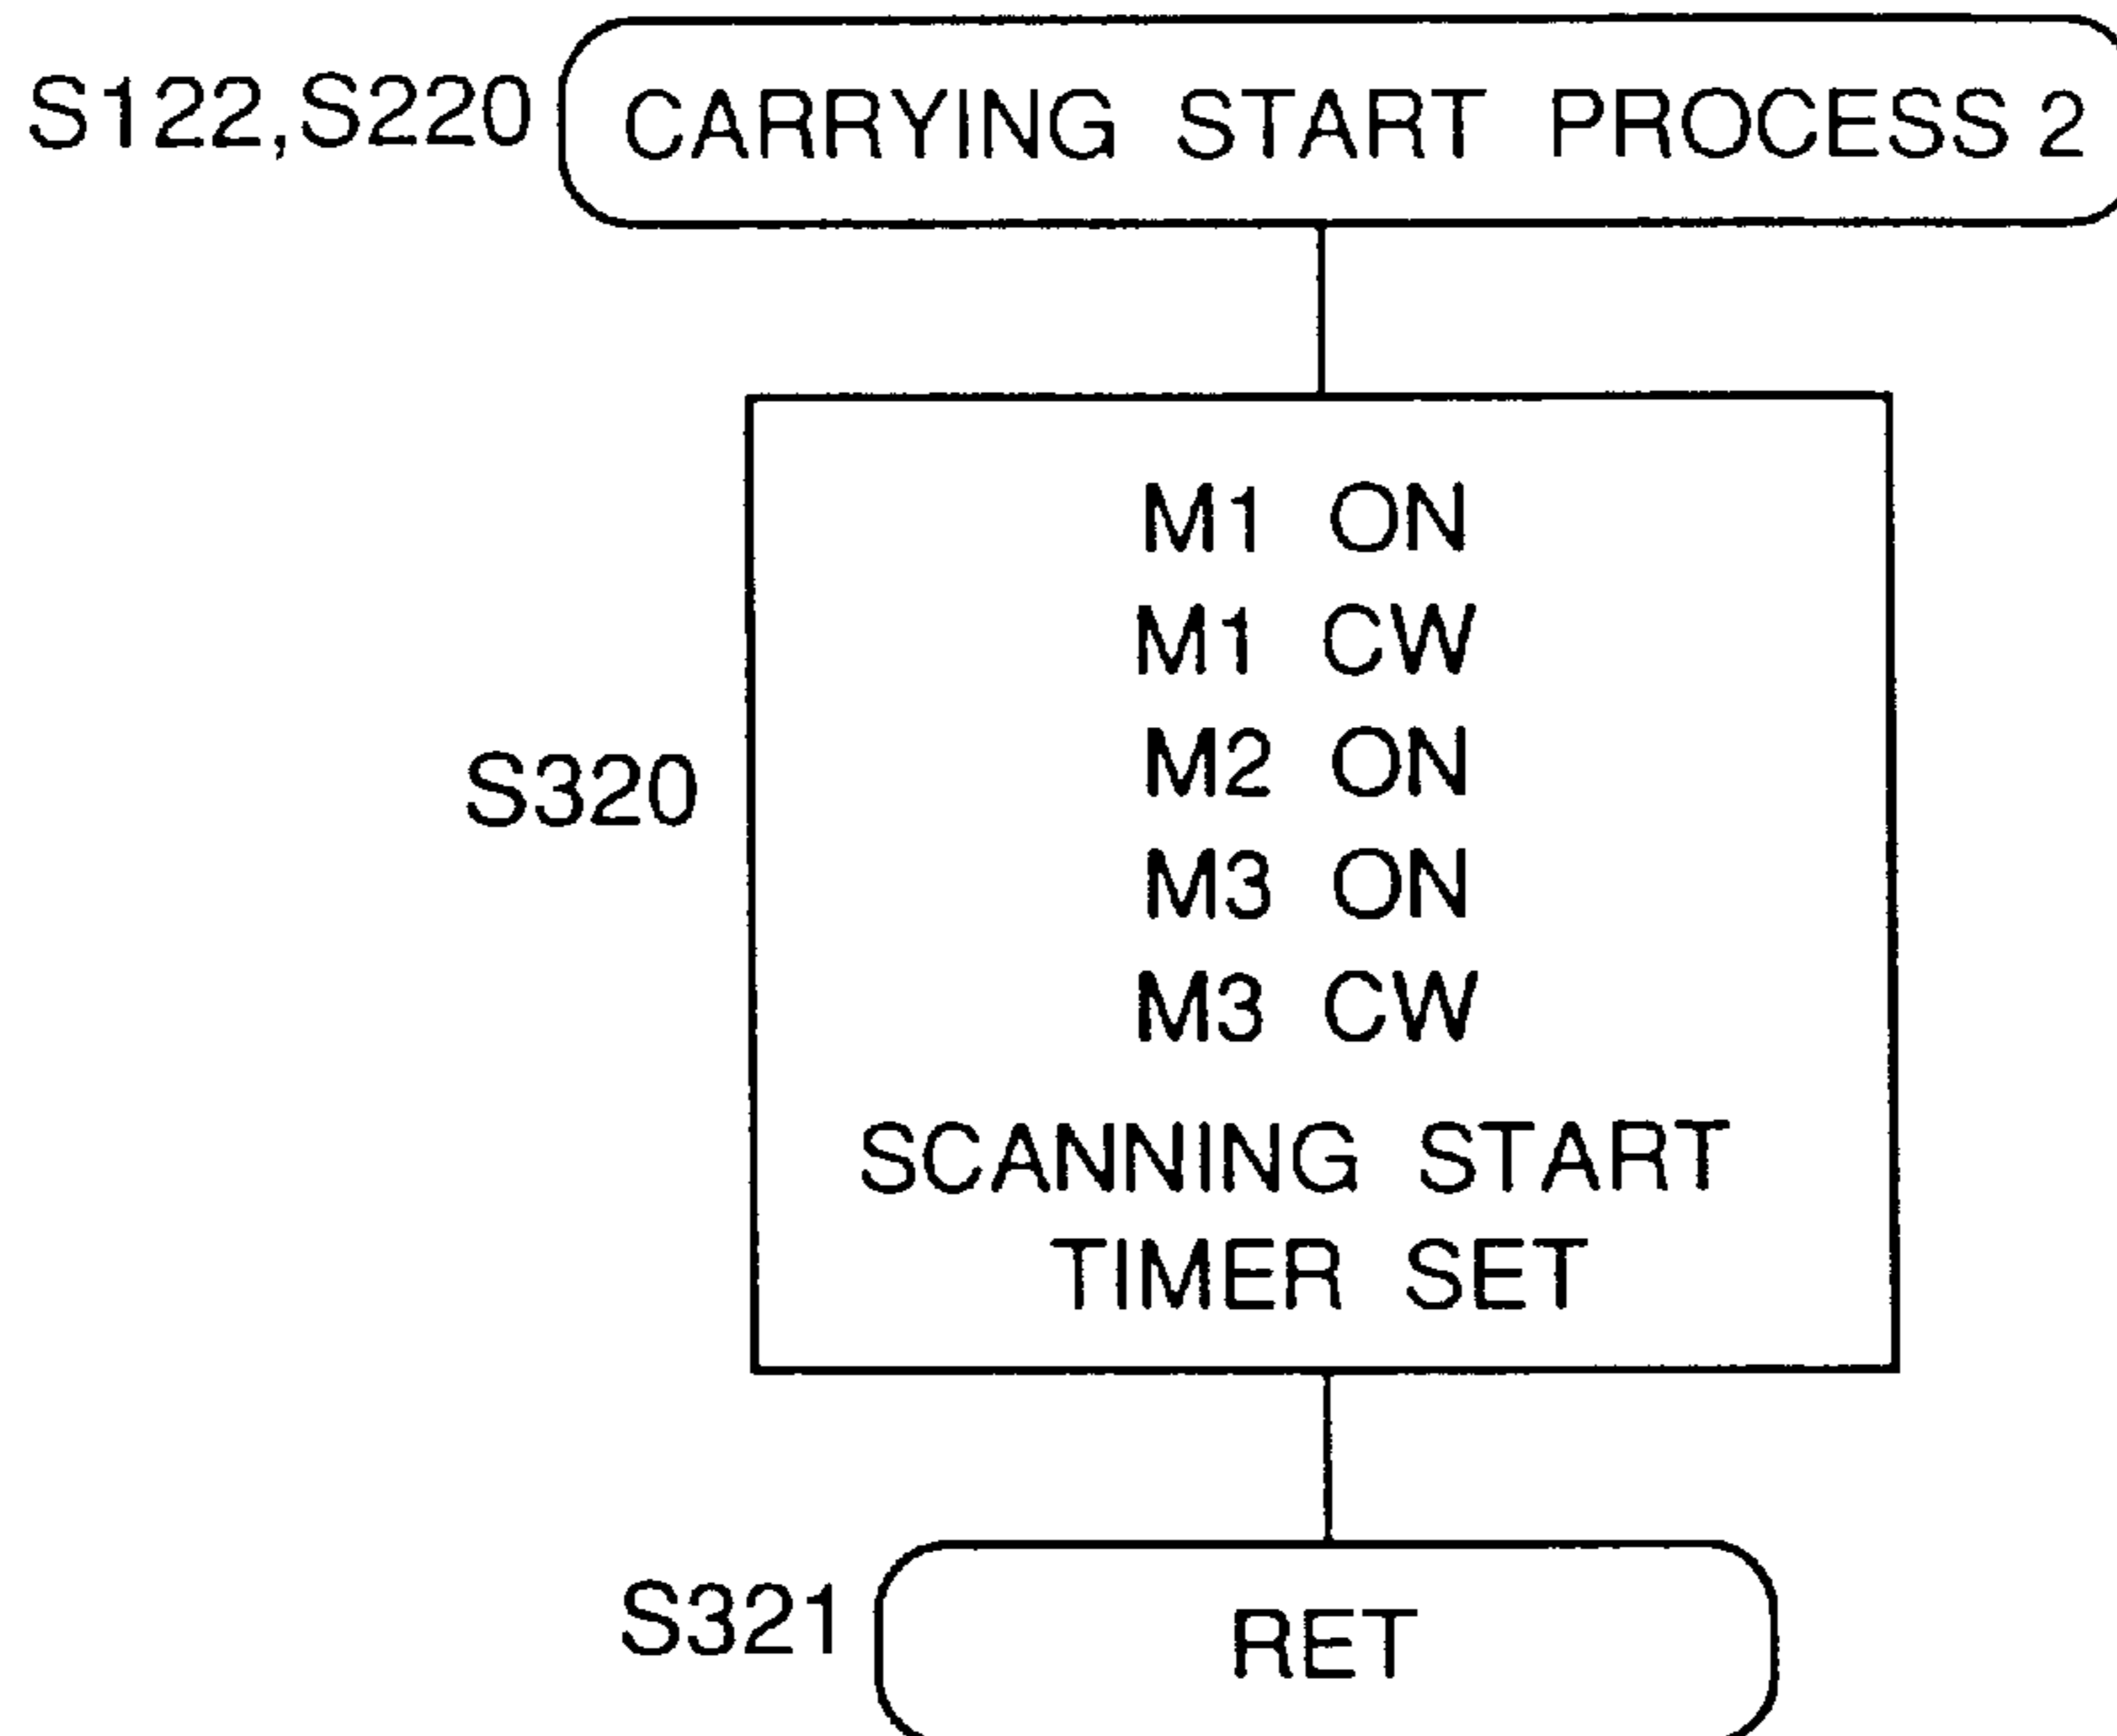 S122,S220 CARRYING START PROCESS 2
M1 ON
M1 CW
M2 ON
S320
M3 ON
M3 CW
SCANNING START
TIMER SET
S321 RET